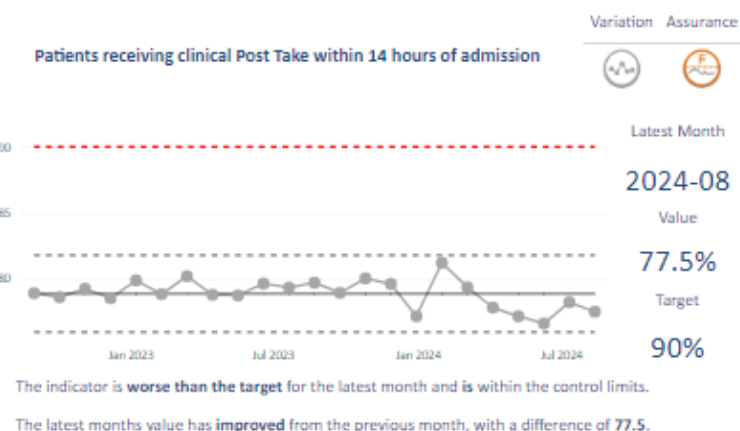 Variation Assurance
Patients receiving clinical Post Take within 14 hours of admission
F
Latest Month
90
2024-08
85
Value
77.5%
80
Target
90%
Jan 2023 Jul 2023 Jan 2024 Jul 2024
The indicator is worse than the target for the latest month and is within the control limits.
The latest months value has improved from the previous month, with a difference of 77.5.